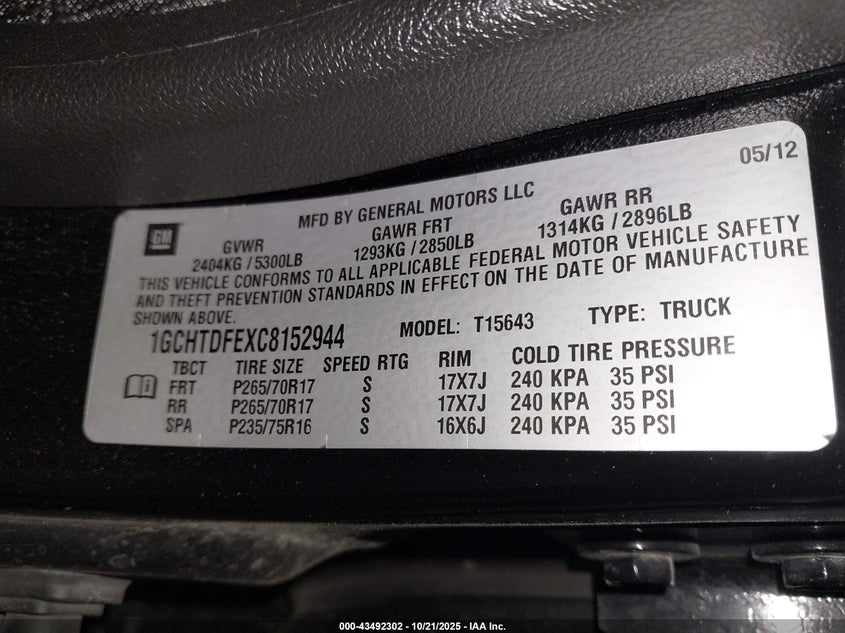 05/12
GM
MFD BY GENERAL MOTORS LLC
GVWR GAWR FRT GAWR RR
2404KG / 5300LB 1293KG / 2850LB 1314KG / 2896LB
THIS VEHICLE CONFORMS TO ALL APPLICABLE FEDERAL MOTOR VEHICLE SAFETY
AND THEFT PREVENTION STANDARDS IN EFFECT ON THE DATE OF MANUFACTURE
SHOWN ABOVE.
1GCHTDFEXC8152944 MODEL: T15643 TYPE: TRUCK
TBCT TIRE SIZE SPEED RTG RIM COLD TIRE PRESSURE
FRT P265/70R17 S 17X7J 240 KPA 35 PSI
RR P265/70R17 S 17X7J 240 KPA 35 PSI
SPA P235/75R16 S 16X6J 240 KPA 35 PSI
000-43492302 - 10/21/2025 - IAA Inc.